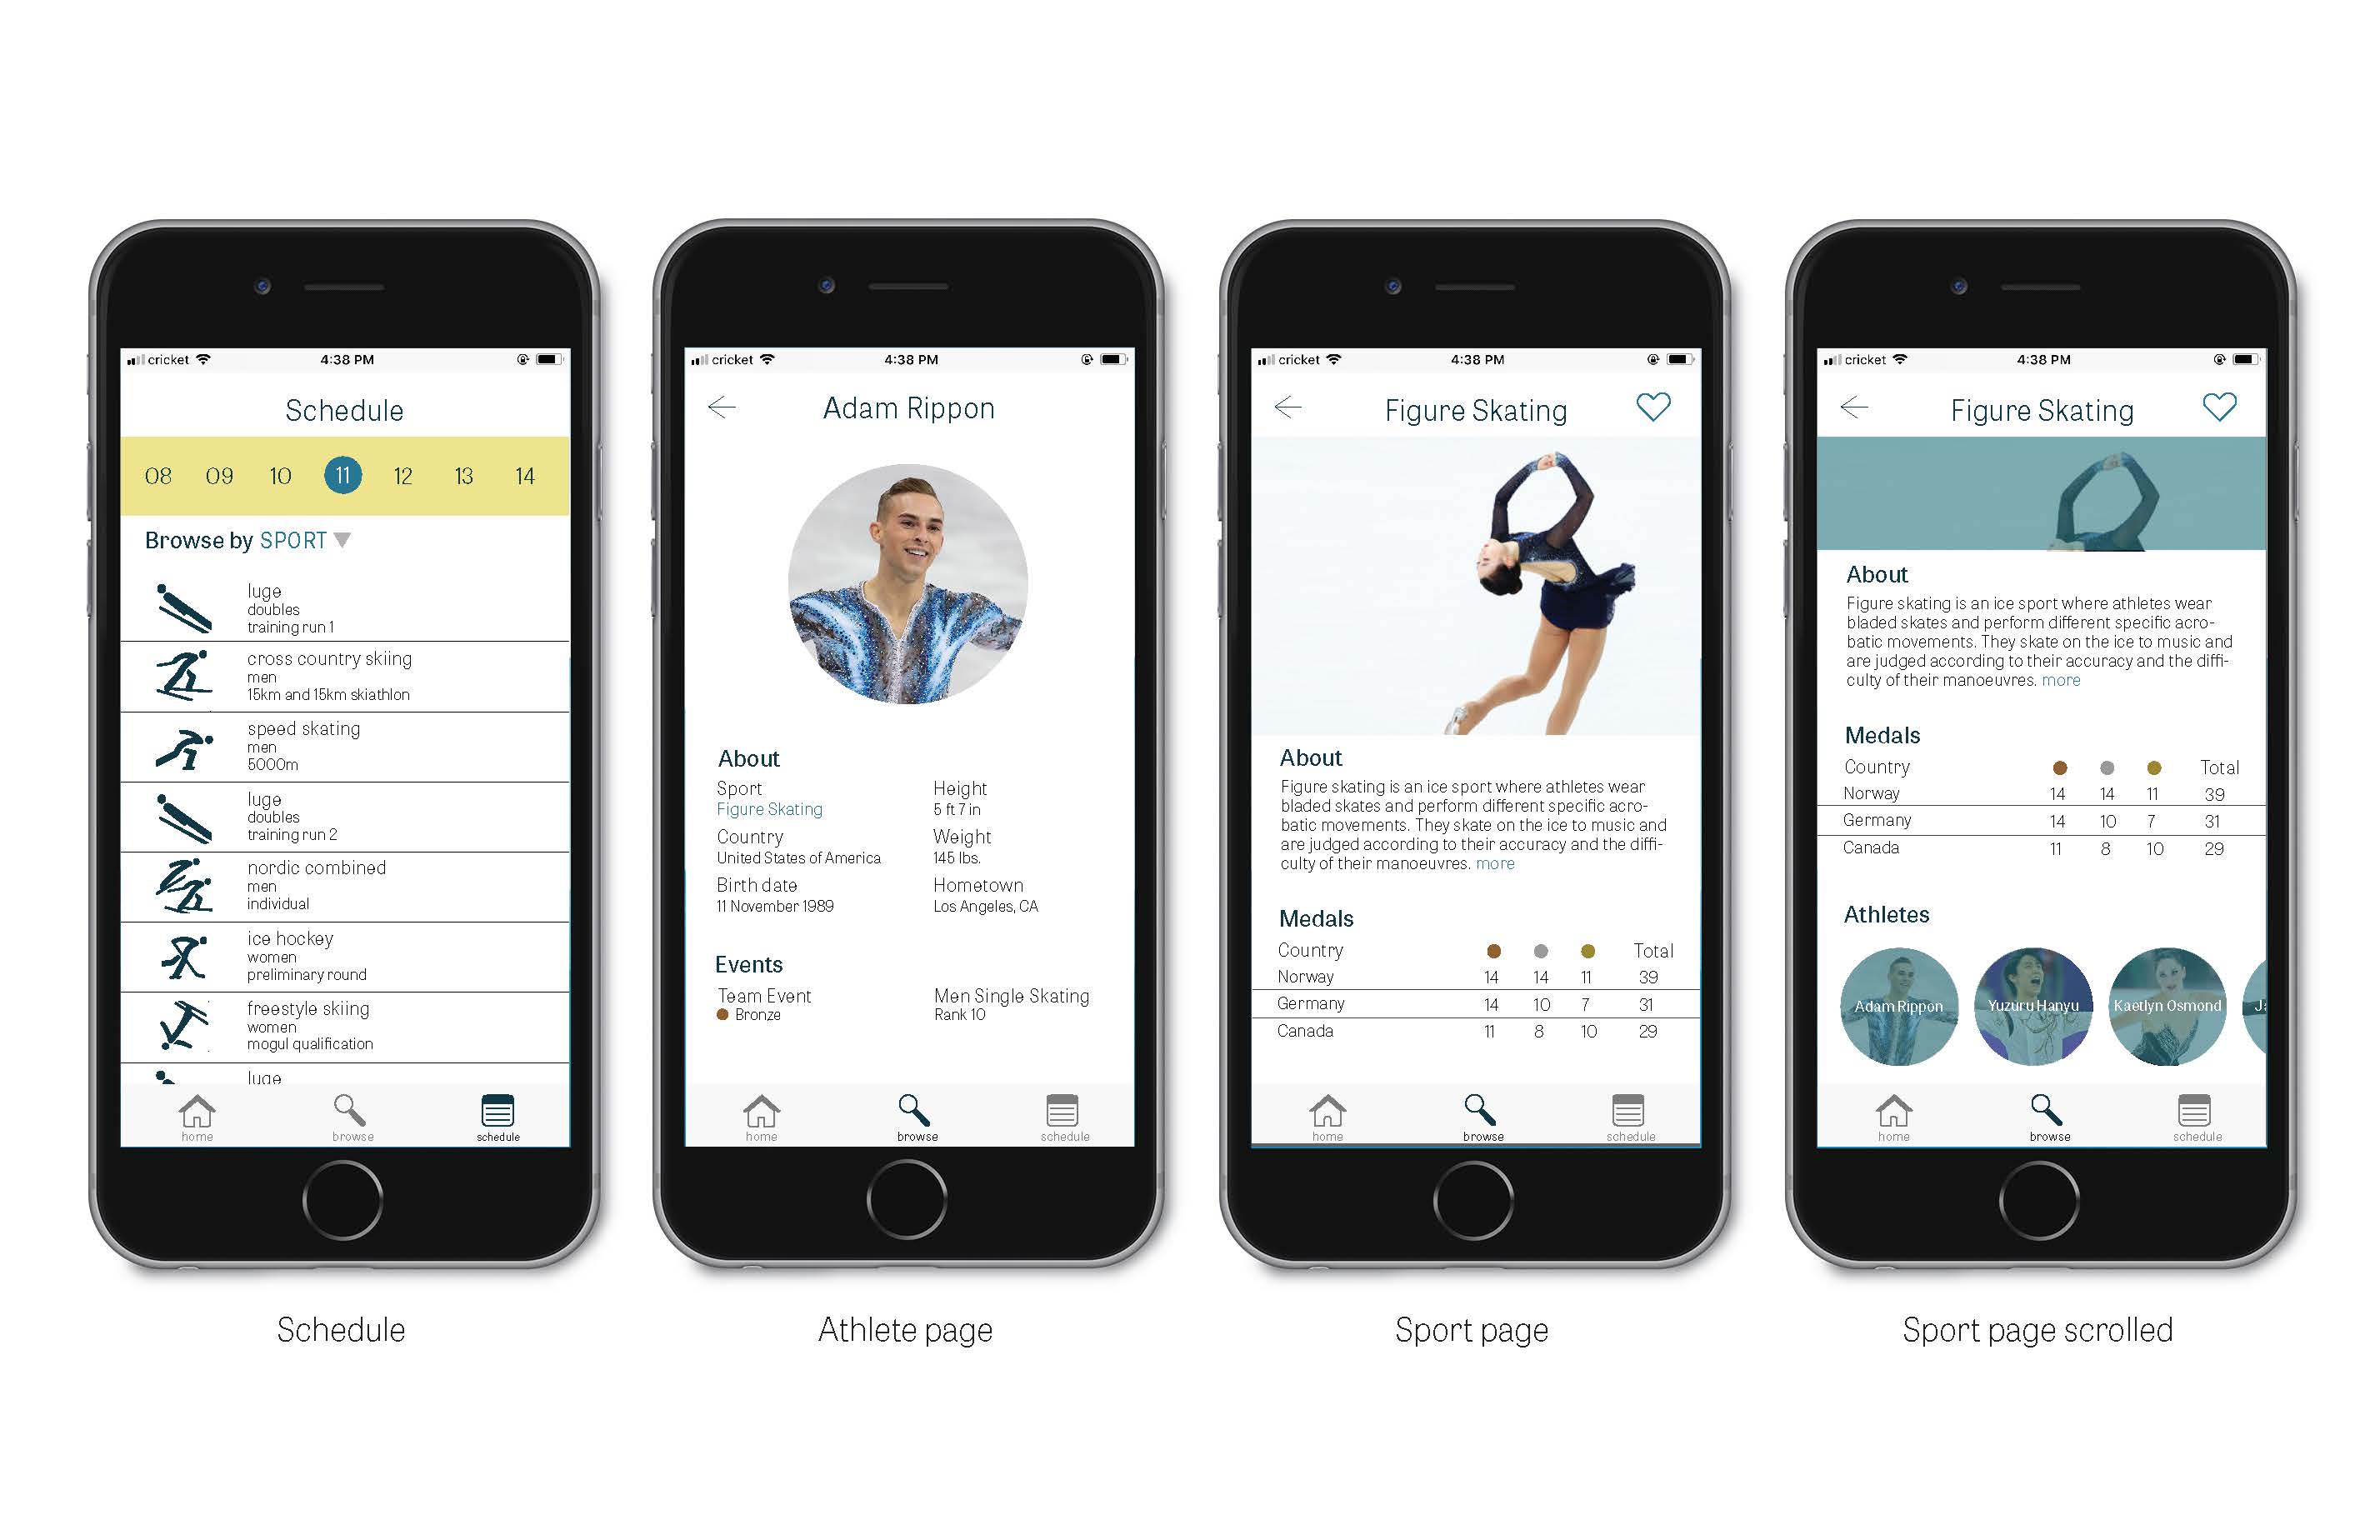 cricket 4:38 PM
Schedule
08 09 10 11 12 13 14
Browse by SPORT
luge
doubles
training run 1
cross country skiing
men
15km and 15km skiathlon
speed skating
men
5000m
luge
doubles
training run 2
nordic combined
men
individual
ice hockey
women
preliminary round
freestyle skiing
women
mogul qualification
luge
home browse schedule
Schedule
cricket 4:38 PM
Adam Rippon
About
Sport Height
Figure Skating 5 ft 7 in
Country Weight
United States of America 145 lbs.
Birth date Hometown
11 November 1989 Los Angeles, CA
Events
Team Event Men Single Skating
Bronze Rank 10
home browse schedule
Athlete page
cricket 4:38 PM
Figure Skating
About
Figure skating is an ice sport where athletes wear
bladed skates and perform different specific acro-
batic movements. They skate on the ice to music and
are judged according to their accuracy and the diffi-
culty of their manoeuvres. more
Medals
Country Total
Norway 14 14 11 39
Germany 14 10 7 31
Canada 11 8 10 29
home browse schedule
Sport page
cricket 4:38 PM
Figure Skating
About
Figure skating is an ice sport where athletes wear
bladed skates and perform different specific acro-
batic movements. They skate on the ice to music and
are judged according to their accuracy and the diffi-
culty of their manoeuvres. more
Medals
Country Total
Norway 14 14 11 39
Germany 14 10 7 31
Canada 11 8 10 29
Athletes
Adam Rippon Yuzuru Hanyu Kaetlyn Osmond
home browse schedule
Sport page scrolled